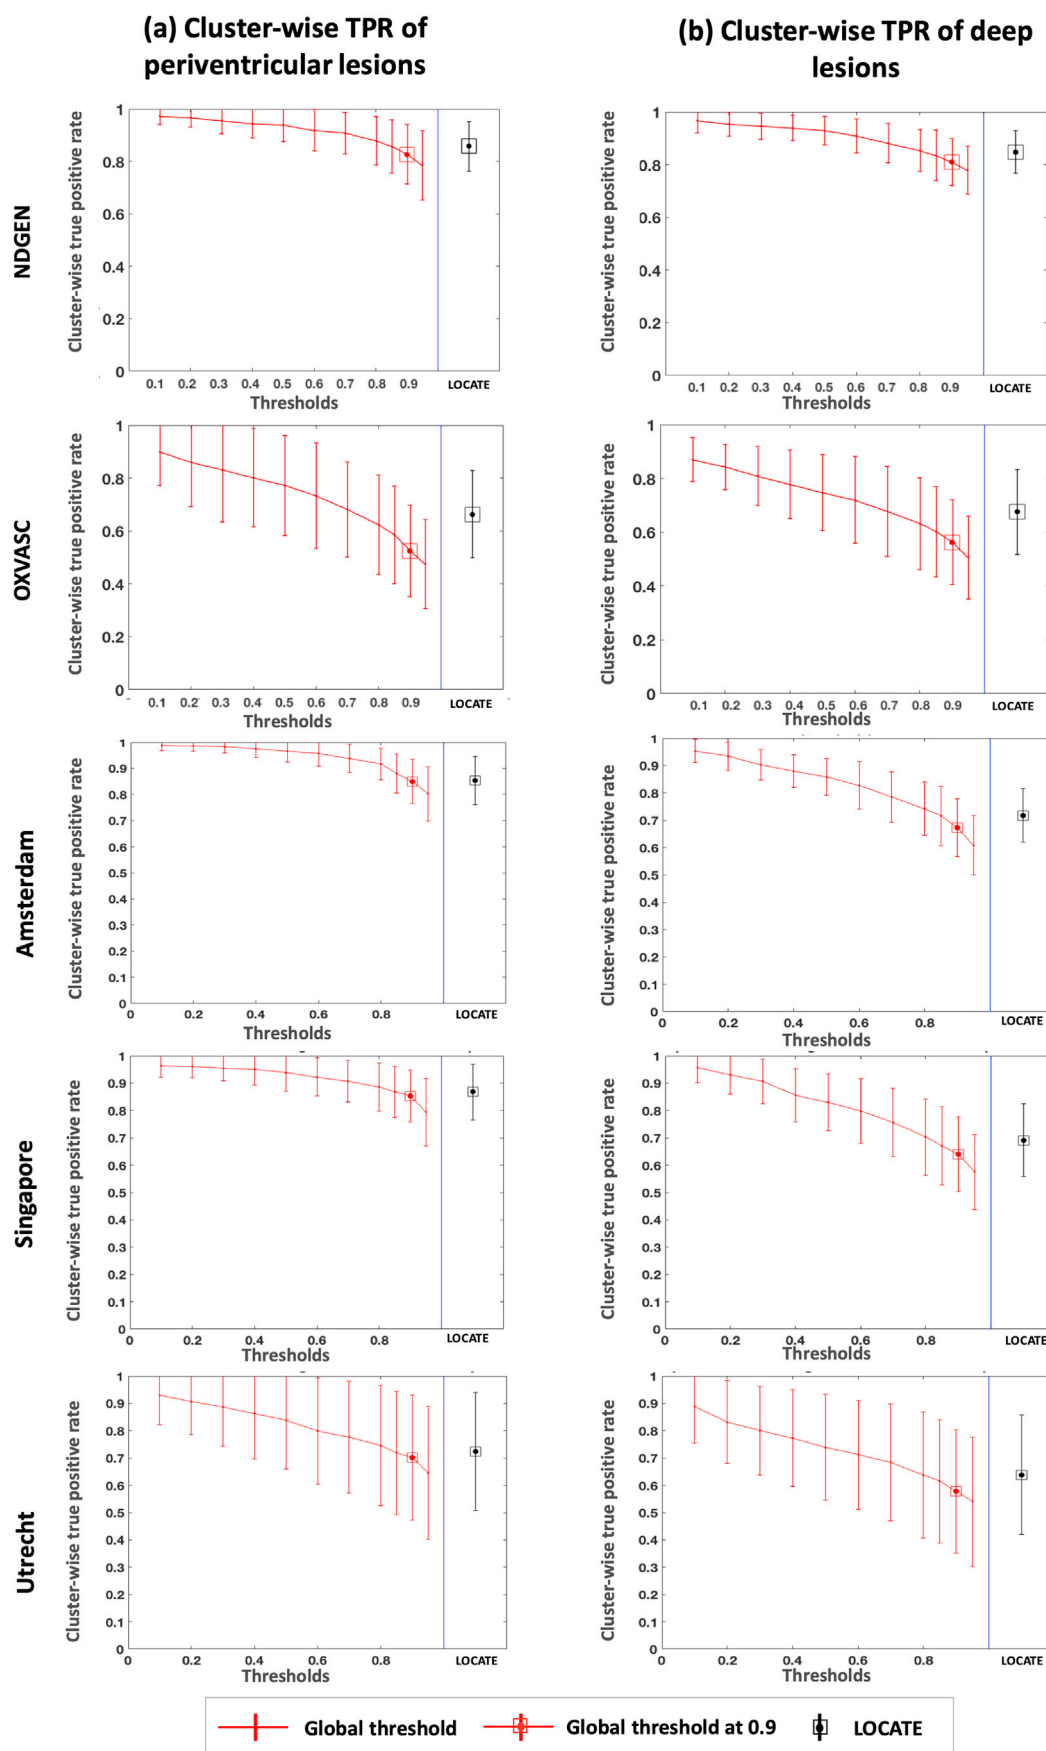 (a) Cluster-wise TPR of
periventricular lesions
(b) Cluster-wise TPR of deep
lesions
NDGEN
Cluster-wise true positive rate
1
0.8
0.6
0.4
0.2
0
0.1 0.2 0.3 0.4 0.5 0.6 0.7 0.8 0.9 LOCATE
Thresholds
Cluster-wise true positive rate
1
0.8
0.6
0.4
0.2
0
0.1 0.2 0.3 0.4 0.5 0.6 0.7 0.8 0.9 LOCATE
Thresholds
OXVASC
Cluster-wise true positive rate
1
0.8
0.6
0.4
0.2
0
0.1 0.2 0.3 0.4 0.5 0.6 0.7 0.8 0.9 LOCATE
Thresholds
Cluster-wise true positive rate
1
0.8
0.6
0.4
0.2
0
0.1 0.2 0.3 0.4 0.5 0.6 0.7 0.8 0.9 LOCATE
Thresholds
Amsterdam
Cluster-wise true positive rate
1
0.9
0.8
0.7
0.6
0.5
0.4
0.3
0.2
0.1
0
0 0.2 0.4 0.6 0.8 LOCATE
Thresholds
Cluster-wise true positive rate
1
0.9
0.8
0.7
0.6
0.5
0.4
0.3
0.2
0.1
0
0 0.2 0.4 0.6 0.8 LOCATE
Thresholds
Singapore
Cluster-wise true positive rate
1
0.9
0.8
0.7
0.6
0.5
0.4
0.3
0.2
0.1
0
0 0.2 0.4 0.6 0.8 LOCATE
Thresholds
Cluster-wise true positive rate
1
0.9
0.8
0.7
0.6
0.5
0.4
0.3
0.2
0.1
0
0 0.2 0.4 0.6 0.8 LOCATE
Thresholds
Utrecht
Cluster-wise true positive rate
1
0.9
0.8
0.7
0.6
0.5
0.4
0.3
0.2
0.1
0
0 0.2 0.4 0.6 0.8 LOCATE
Thresholds
Cluster-wise true positive rate
1
0.9
0.8
0.7
0.6
0.5
0.4
0.3
0.2
0.1
0
0 0.2 0.4 0.6 0.8 LOCATE
Thresholds
Global threshold Global threshold at 0.9 LOCATE